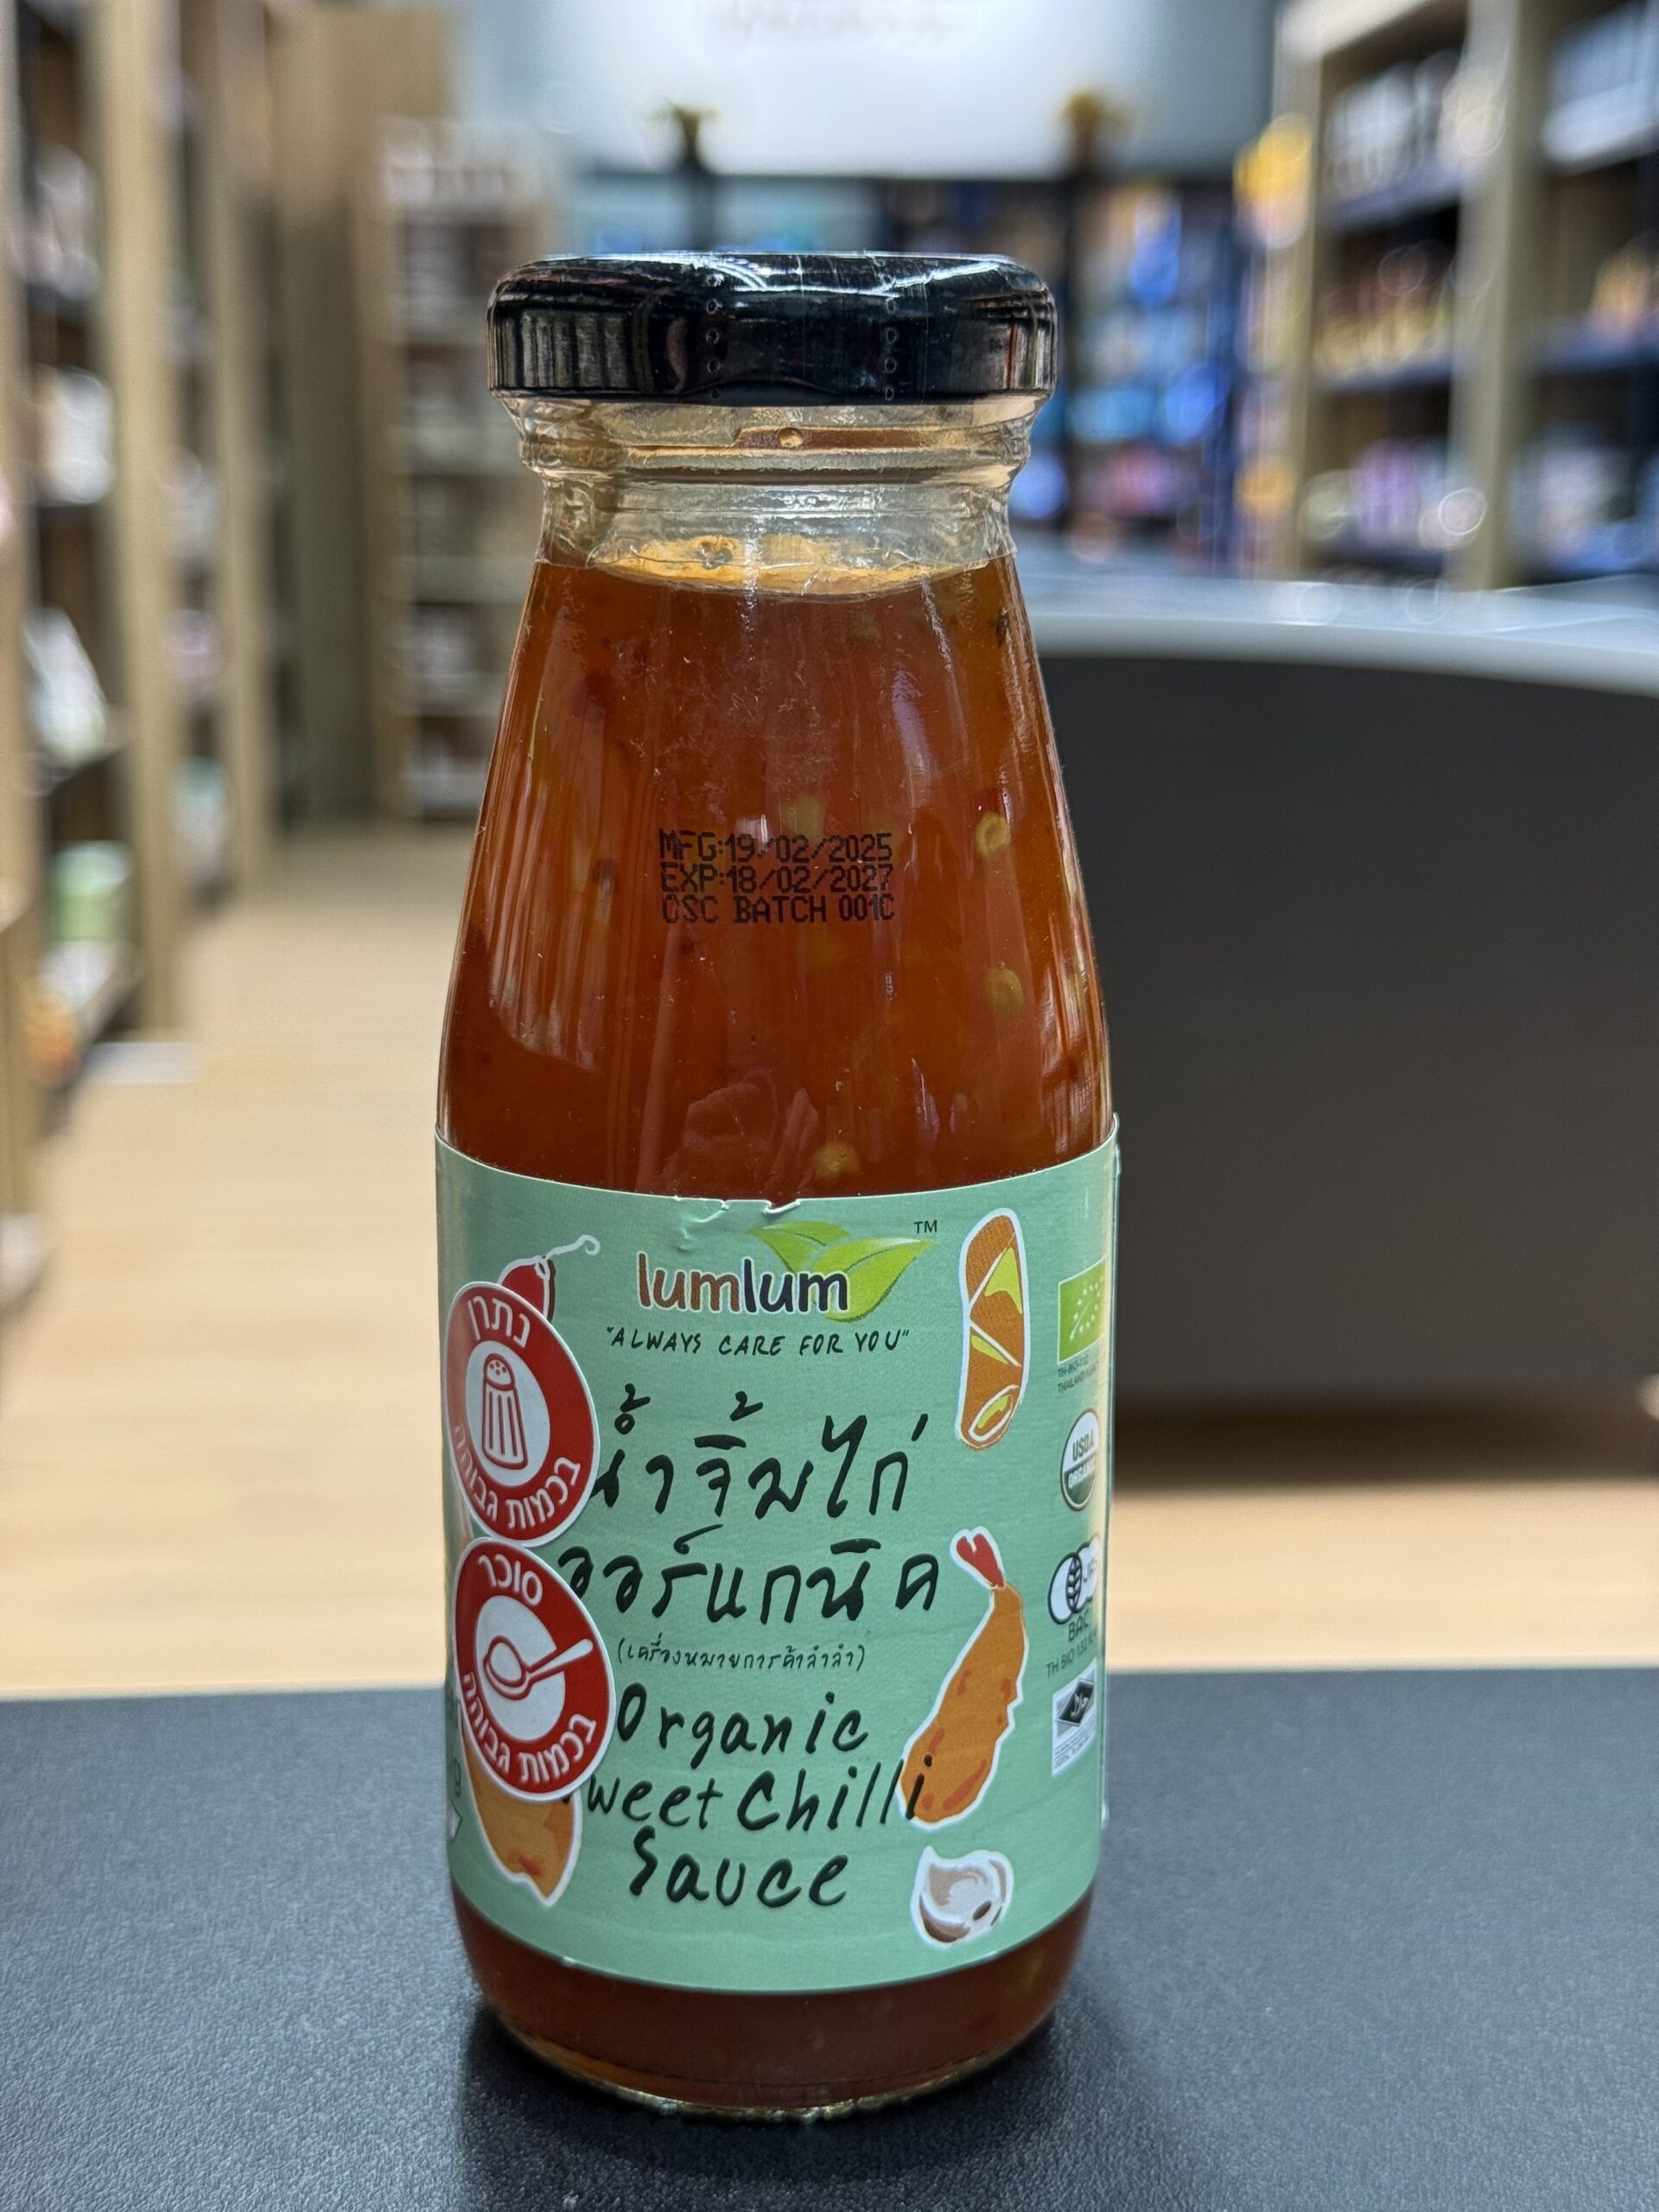 MFG:19/02/2025
EXP:18/02/2027
CSC BATCH 001C
lumlum TM
"ALWAYS CARE FOR YOU"
น้ำจิ้มไก่
ออร์แกนิค
(เครื่องหมายการค้าลำลำ)
Organic
weet Chilli
Sauce
נתרן
בכמות גבוהה
סוכר
בכמות גבוהה
USDA
ORGANIC